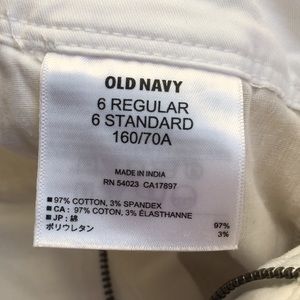 OLD NAVY
6 REGULAR
6 STANDARD
160/70A
MADE IN INDIA
RN 54023 CA17897
■ 97% COTTON, 3% SPANDEX
■ CA: 97% COTTON, 3% ÉLASTHANNE
■ JP: 綿 97%
ポリウレタン 3%